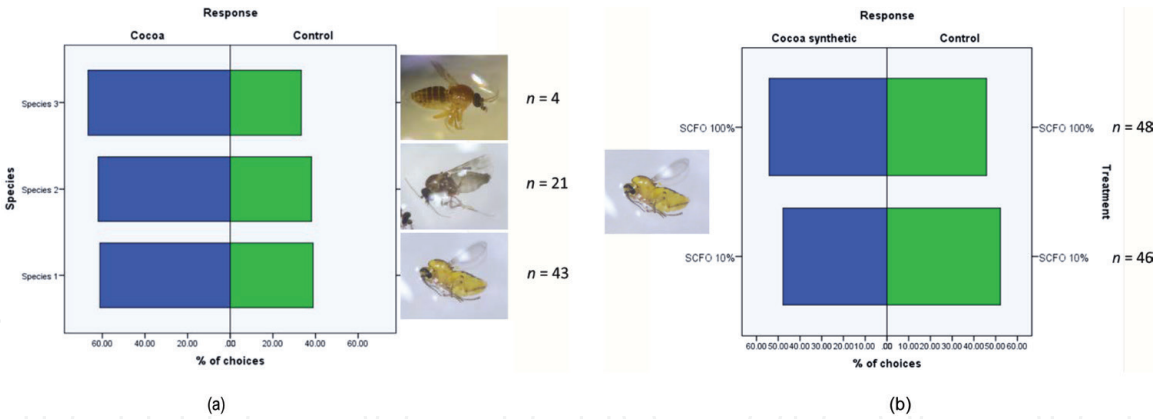 Response
Cocoa Control
Species 3
Species 2
Species 1
Species
60.00 40.00 20.00 .00 20.00 40.00 60.00
% of choices
n = 4
n = 21
n = 43
(a)
Response
Cocoa synthetic Control
SCFO 100% SCFO 100% n = 48
SCFO 10% SCFO 10% n = 46
Treatment
60.00 50.00 40.00 30.00 20.00 10.00 .00 10.00 20.00 30.00 40.00 50.00 60.00
% of choices
(b)